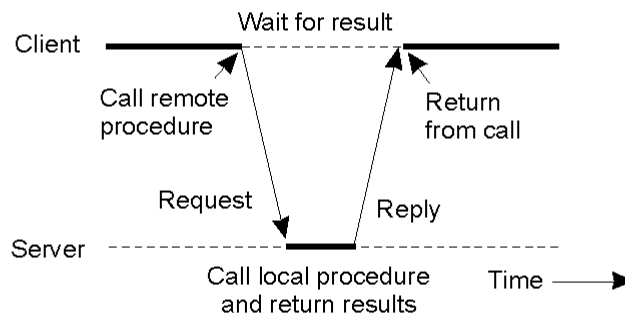 Wait for result
Client
Call remote
procedure
Return
from call
Request
Reply
Server
Call local procedure
and return results
Time